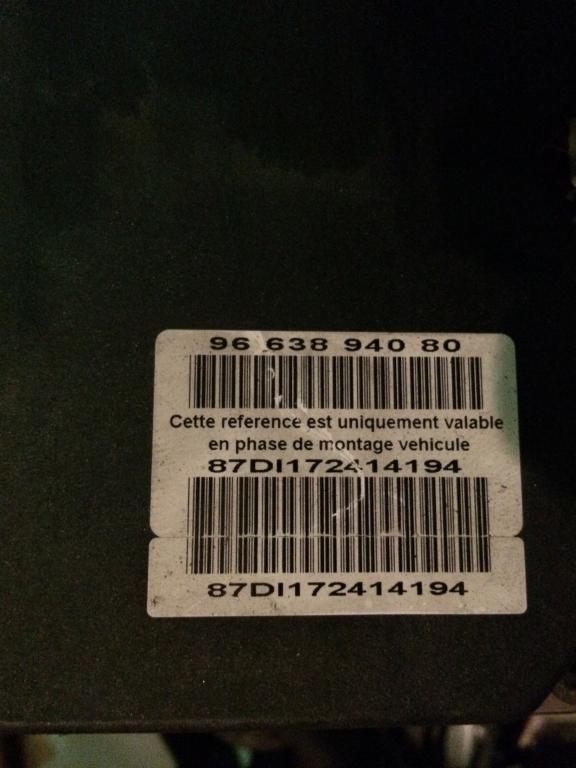 96 638 940 80
Cette reference est uniquement valable
en phase de montage vehicule
87DI172414194
87DI172414194